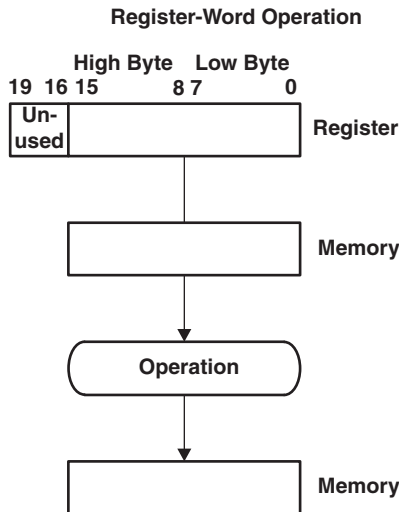 Register-Word Operation
High Byte Low Byte
19 16 15 8 7 0
Un-
used
Register
Memory
Operation
Memory